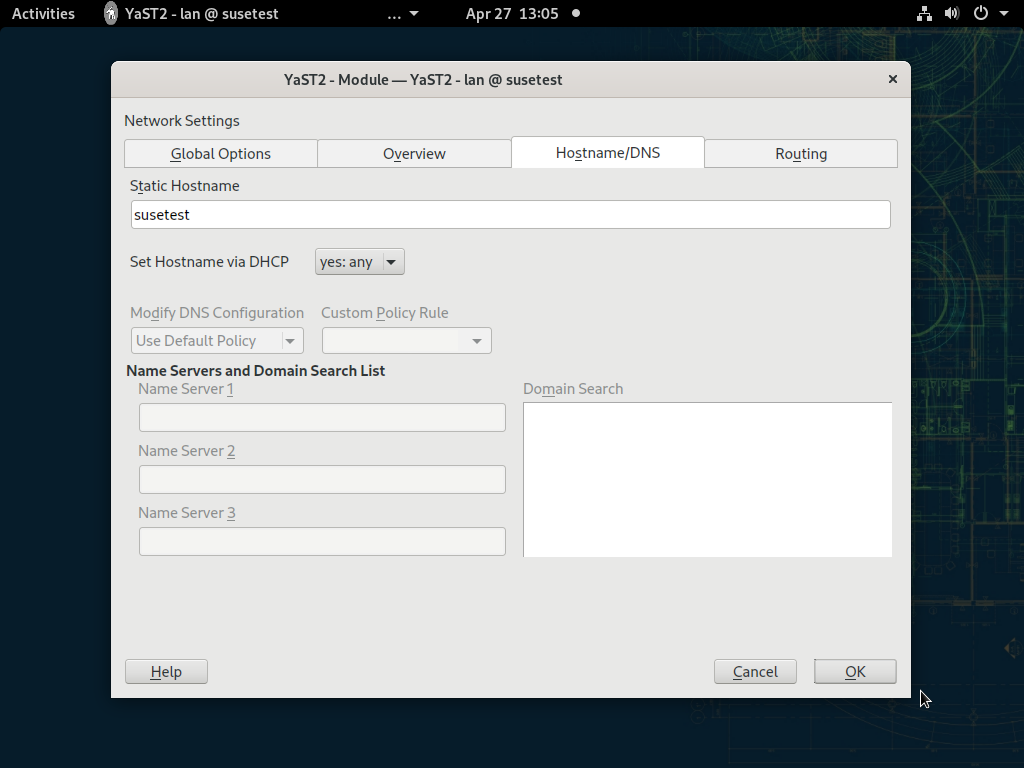 Activities YaST2 - lan @ susetest ... Apr 27 13:05
YaST2 - Module — YaST2 - lan @ susetest
Network Settings
Global Options Overview Hostname/DNS Routing
Static Hostname
susetest
Set Hostname via DHCP yes: any
Modify DNS Configuration Custom Policy Rule
Use Default Policy
Name Servers and Domain Search List
Name Server 1 Domain Search
Name Server 2
Name Server 3
Help Cancel OK